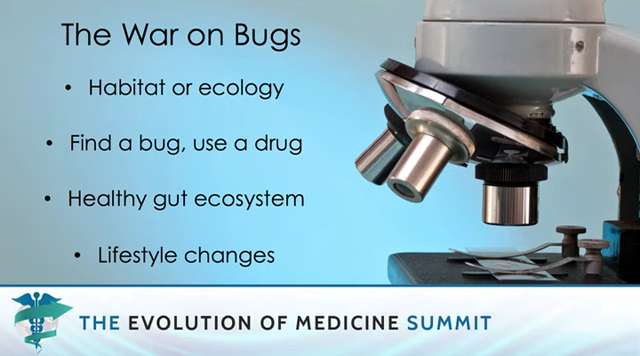 The War on Bugs
• Habitat or ecology
• Find a bug, use a drug
• Healthy gut ecosystem
• Lifestyle changes
THE EVOLUTION OF MEDICINE SUMMIT